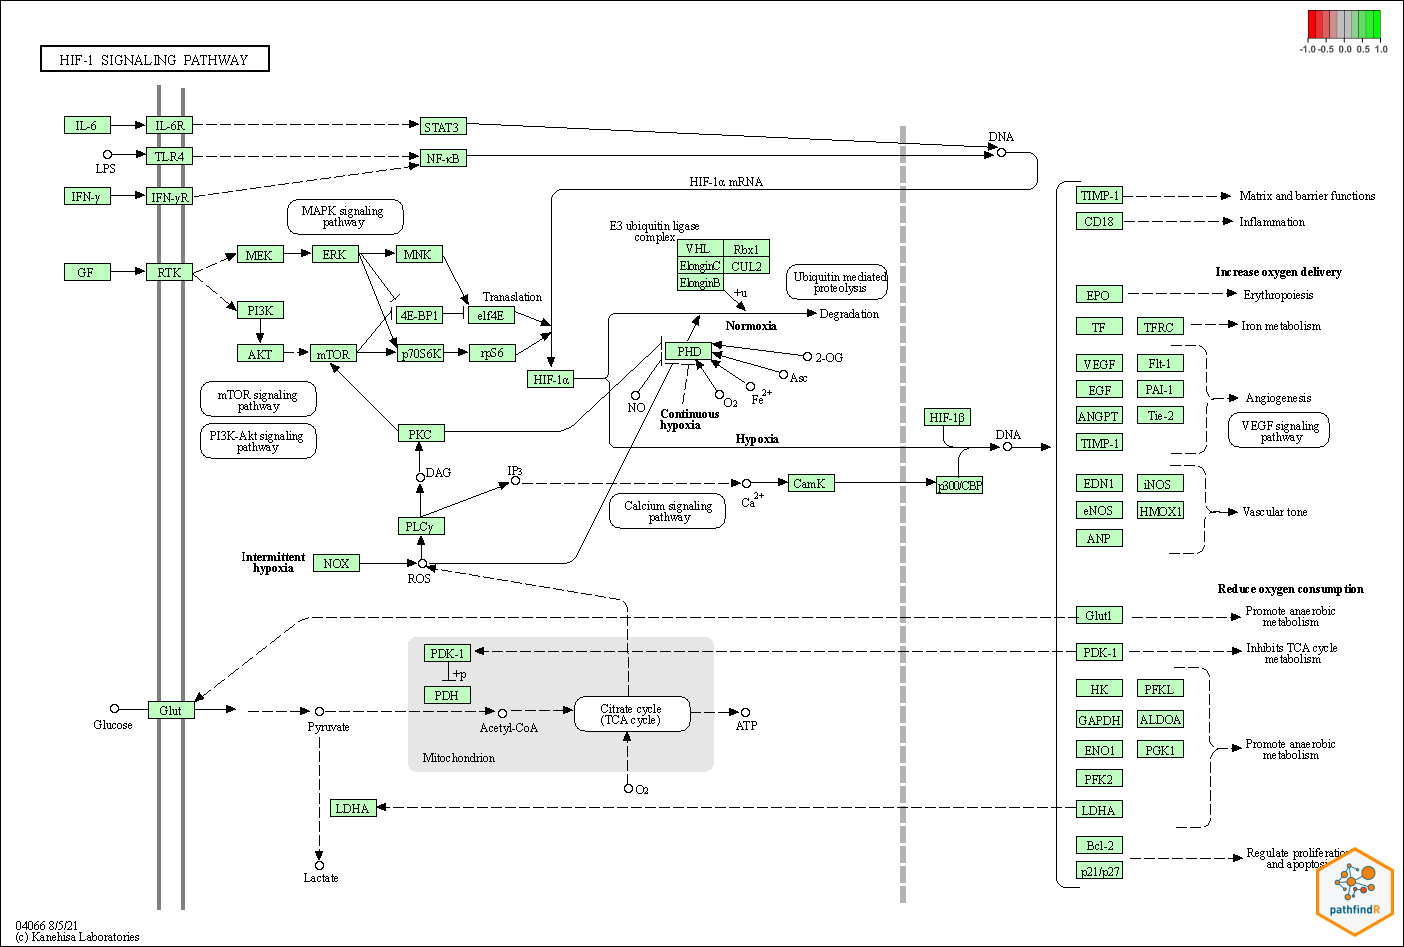 HIF-1 SIGNALING PATHWAY
-1.0 -0.5 0.0 0.5 1.0
IL-6
IL-6R
STAT3
DNA
LPS
TLR4
NF-κB
IFN-γ
IFN-γR
HIF-1α mRNA
MAPK signaling
pathway
E3 ubiquitin ligase
complex
VHL
Rbx1
ElonginC
CUL2
ElonginB
+u
Ubiquitin mediated
proteolysis
GF
RTK
MEK
ERK
MNK
PI3K
4E-BP1
eIf4E
Translation
Normoxia
Degradation
AKT
mTOR
p70S6K
rpS6
HIF-1α
PHD
2-OG
Asc
Fe2+
O2
NO
Continuous
hypoxia
mTOR signaling
pathway
PI3K-Akt signaling
pathway
PKC
Hypoxia
HIF-1β
DNA
DAG
IP3
Ca2+
CamK
p300/CBP
Calcium signaling
pathway
PLCγ
Intermittent
hypoxia
NOX
ROS
Glucose
Glut
Pyruvate
PDK-1
+p
PDH
Acetyl-CoA
Citrate cycle
(TCA cycle)
ATP
Mitochondrion
O2
LDHA
Lactate
TIMP-1
Matrix and barrier functions
CD18
Inflammation
Increase oxygen delivery
EPO
Erythropoiesis
TF
TFRC
Iron metabolism
VEGF
Flt-1
EGF
PAI-1
Angiogenesis
ANGPT
Tie-2
TIMP-1
VEGF signaling
pathway
EDN1
iNOS
eNOS
HMOX1
Vascular tone
ANP
Reduce oxygen consumption
Glut1
Promote anaerobic
metabolism
PDK-1
Inhibits TCA cycle
metabolism
HK
PFKL
GAPDH
ALDOA
ENO1
PGK1
Promote anaerobic
metabolism
PFK2
LDHA
Bcl-2
p21/p27
Regulate
and
pathfindR
04066 8/5/21
(c) Kanehisa Laboratories